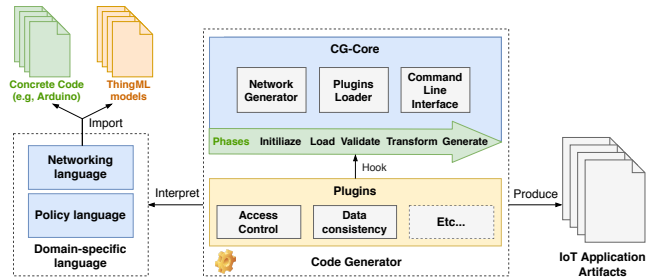 Concrete Code
(e.g, Arduino)
ThingML
models
Import
Networking
language
Policy language
Domain-specific
language
Interpret
CG-Core
Network
Generator
Plugins
Loader
Command
Line
Interface
Phases Initiliaze Load Validate Transform Generate
Hook
Plugins
Access
Control
Data
consistency
Etc...
Code Generator
Produce
IoT Application
Artifacts